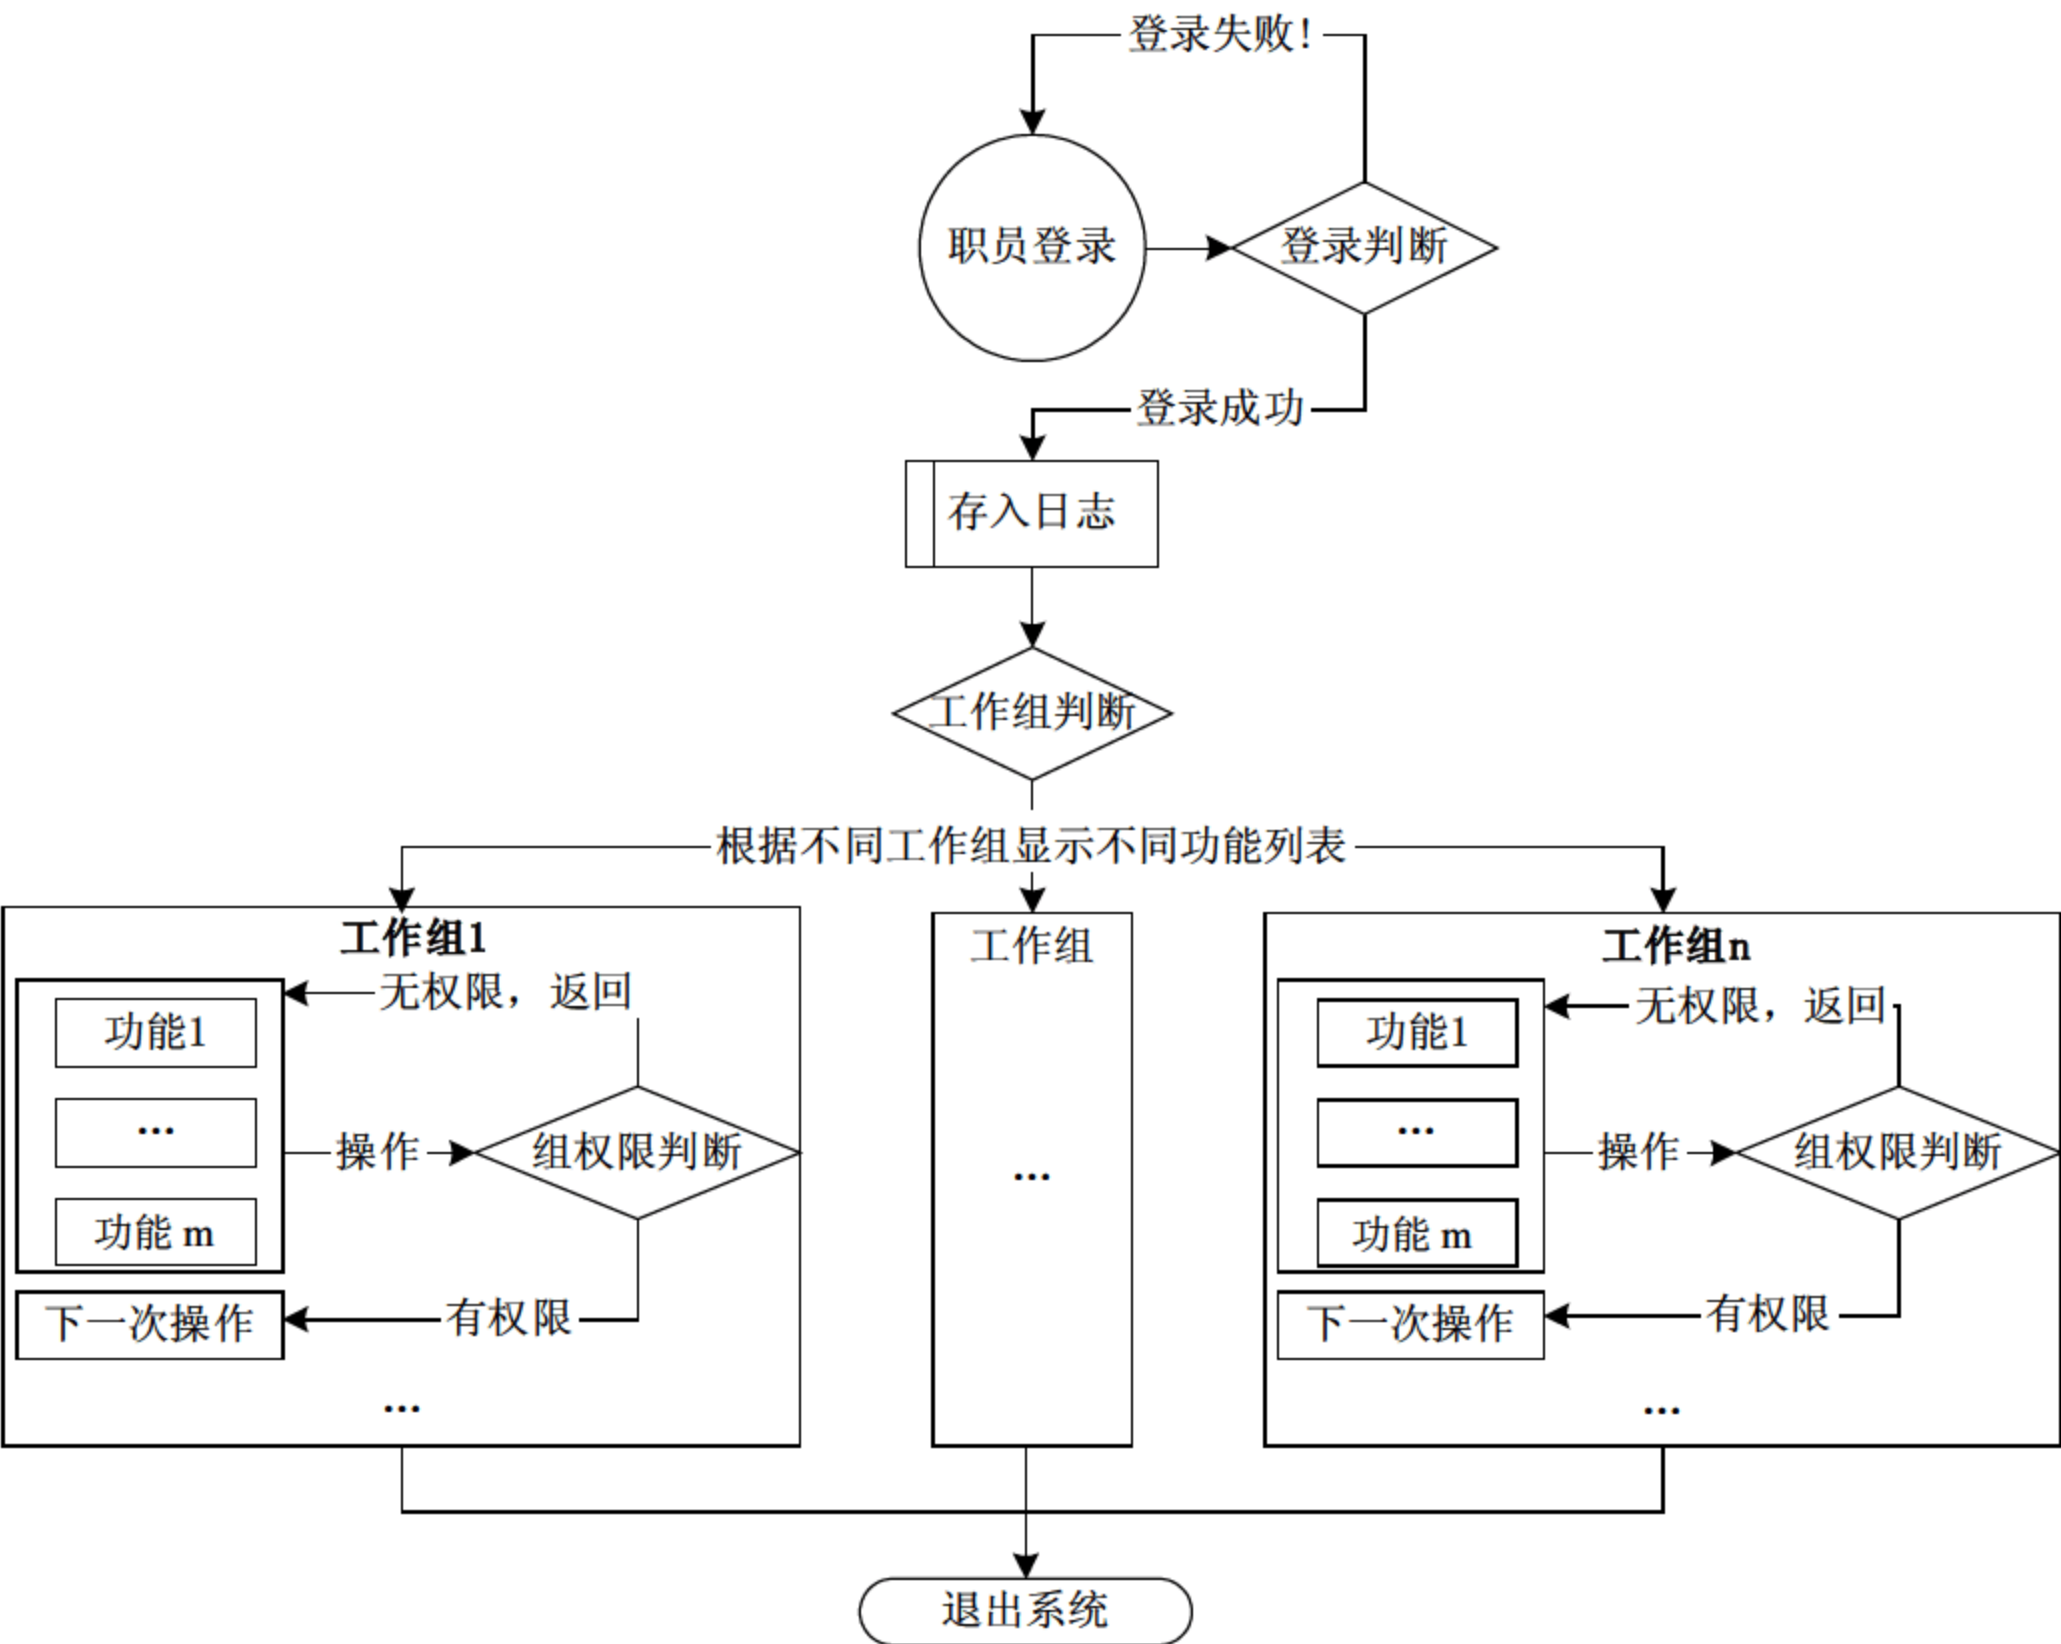 登录失败！
职员登录
登录判断
登录成功
存入日志
工作组判断
根据不同工作组显示不同功能列表
工作组1
无权限，返回
功能1
...
操作
组权限判断
功能 m
有权限
下一次操作
...
工作组
...
工作组n
无权限，返回
功能1
...
操作
组权限判断
功能 m
有权限
下一次操作
...
退出系统